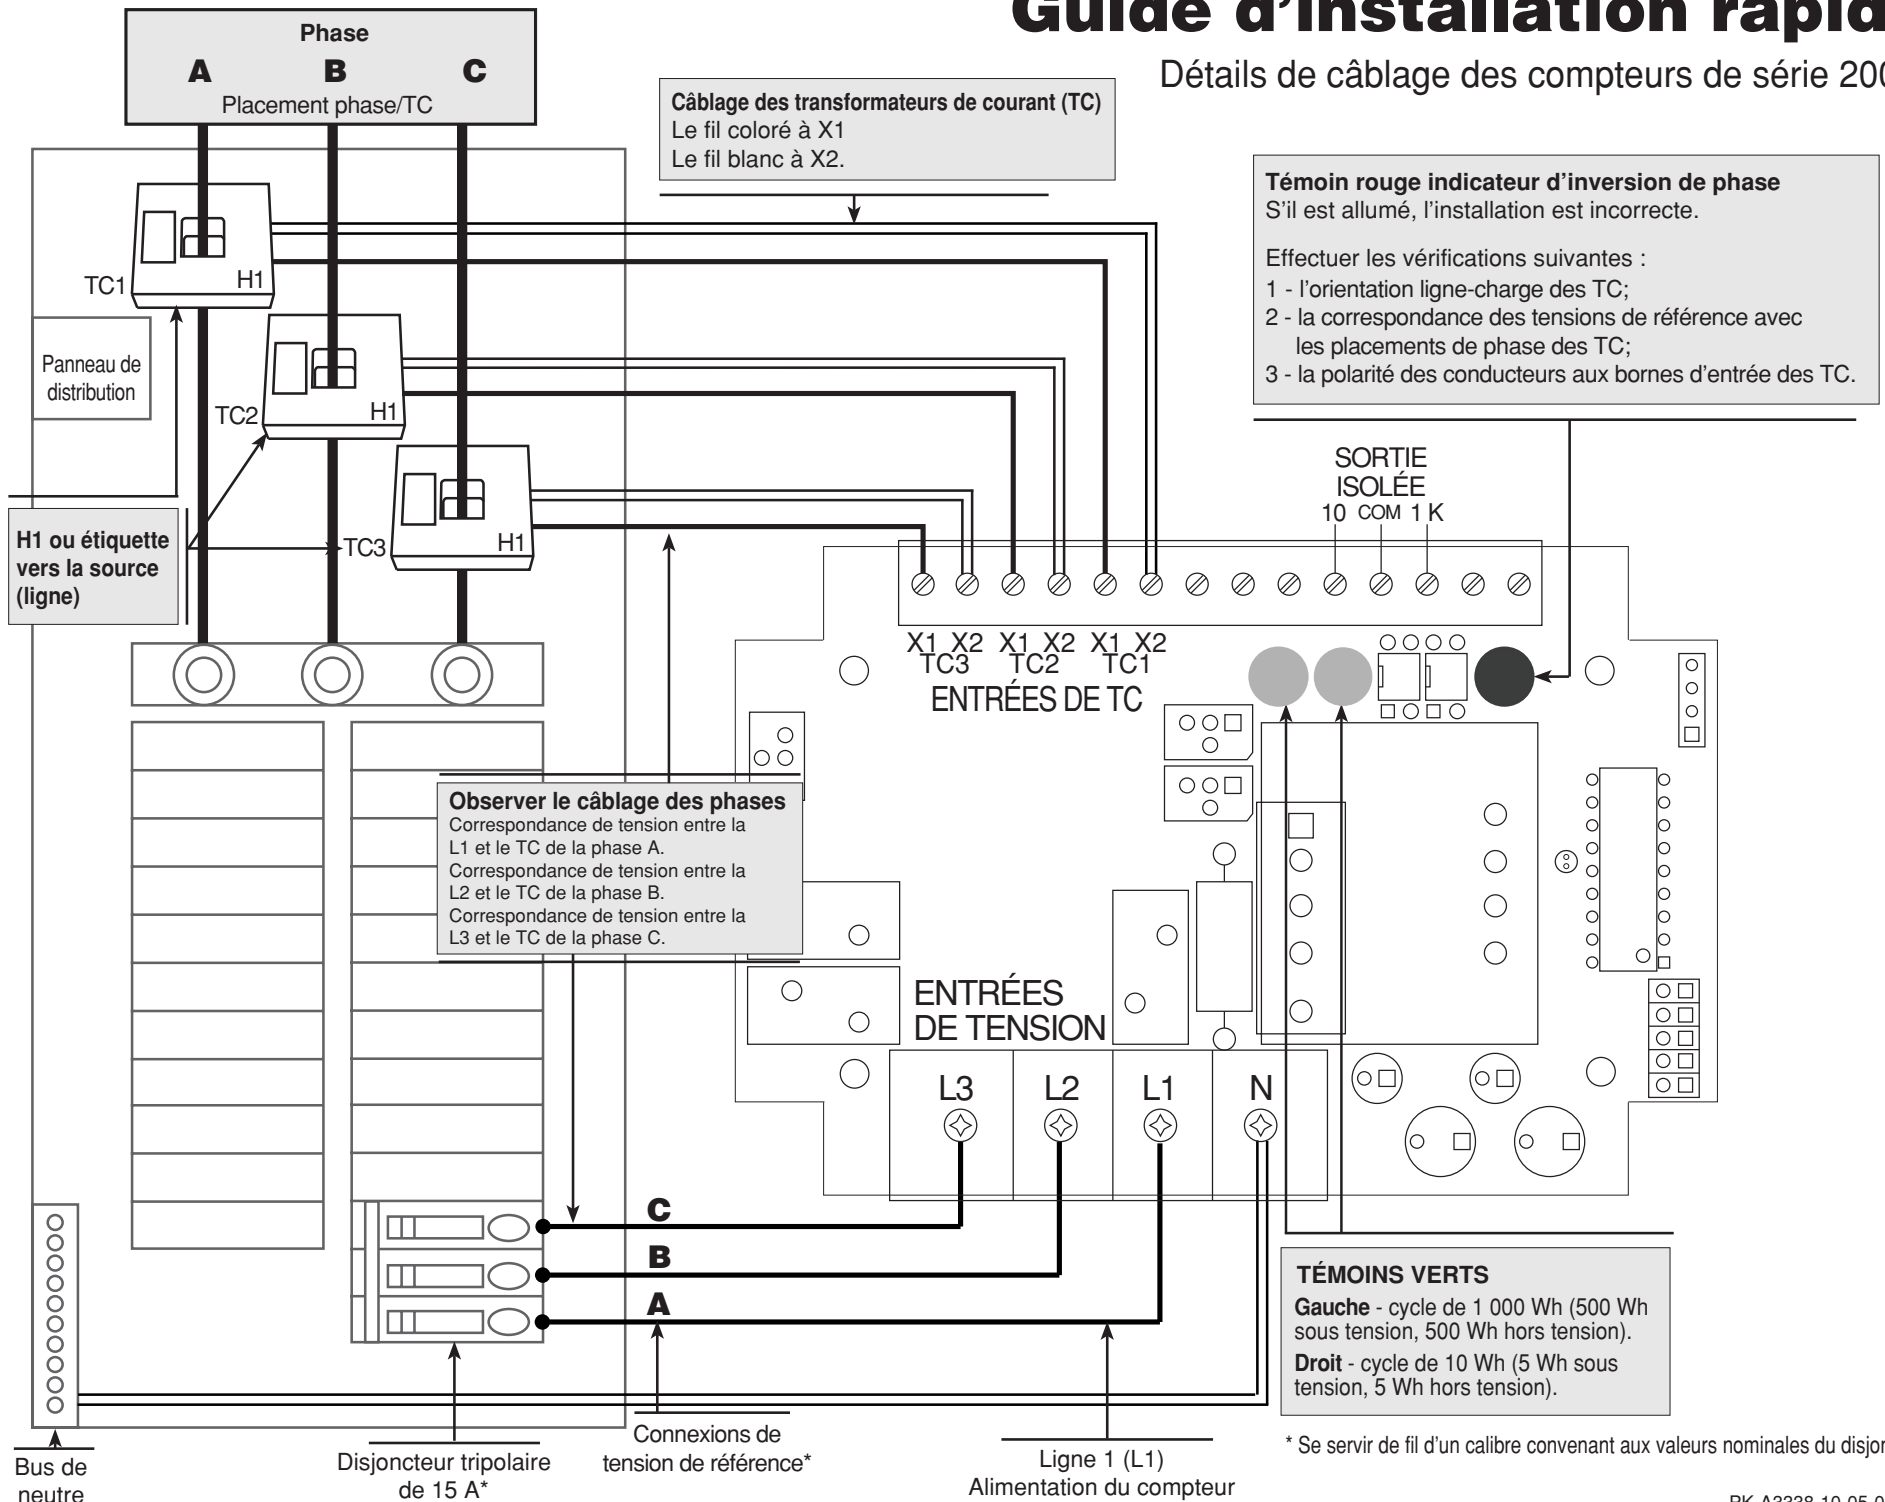 Guide d'installation
Détails de câblage des compteurs de série
Phase
A B C
Placement phase/TC
Câblage des transformateurs de courant (TC)
Le fil coloré à X1
Le fil blanc à X2.
Témoin rouge indicateur d'inversion de phase
S'il est allumé, l'installation est incorrecte.
Effectuer les vérifications suivantes :
1 - l'orientation ligne-charge des TC;
2 - la correspondance des tensions de référence avec
les placements de phase des TC;
3 - la polarité des conducteurs aux bornes d'entrée des TC.
TC1
H1
Panneau de
distribution
TC2
H1
TC3
H1
H1 ou étiquette
vers la source
(ligne)
SORTIE
ISOLÉE
10 COM 1 K
X1 X2 X1 X2 X1 X2
TC3 TC2 TC1
ENTRÉES DE TC
Observer le câblage des phases
Correspondance de tension entre la
L1 et le TC de la phase A.
Correspondance de tension entre la
L2 et le TC de la phase B.
Correspondance de tension entre la
L3 et le TC de la phase C.
ENTRÉES
DE TENSION
L3 L2 L1 N
C
B
A
TÉMOINS VERTS
Gauche - cycle de 1 000 Wh (500 Wh
sous tension, 500 Wh hors tension).
Droit - cycle de 10 Wh (5 Wh sous
tension, 5 Wh hors tension).
Bus de
neutre
Disjoncteur tripolaire
de 15 A*
Connexions de
tension de référence*
Ligne 1 (L1)
Alimentation du compteur
* Se servir de fil d'un calibre convenant aux valeurs nominales du